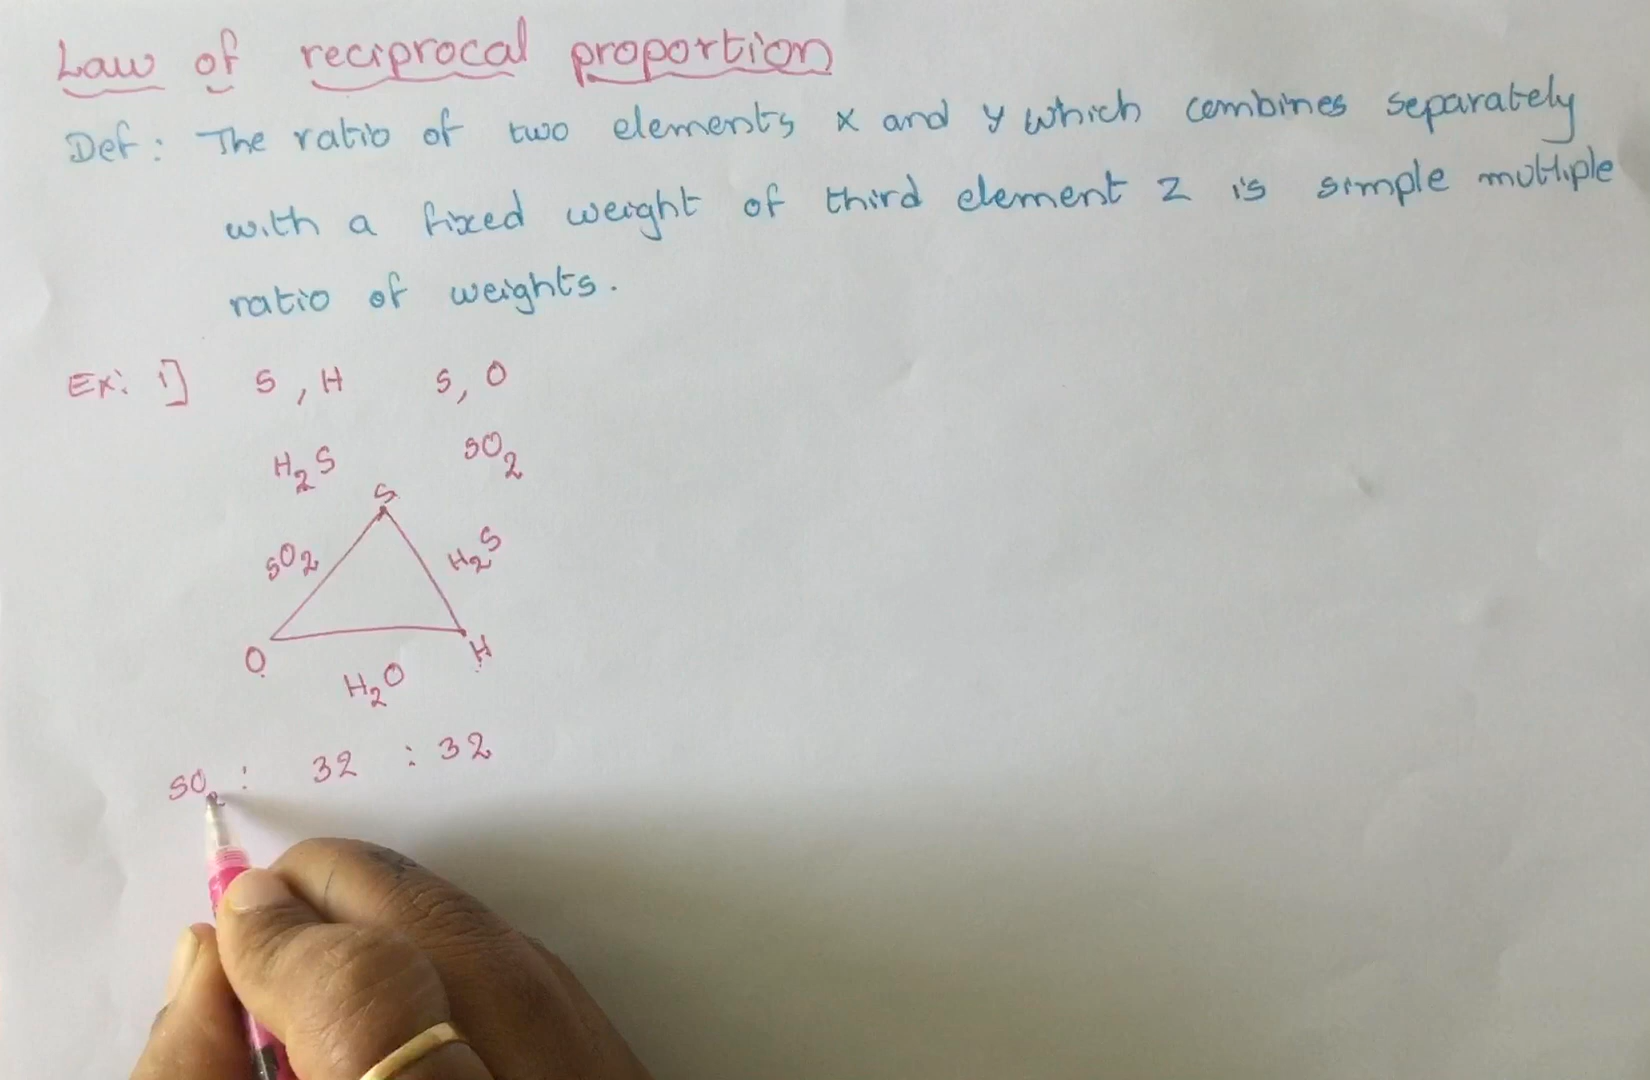 Law of reciprocal proportion
Def: The ratio of two elements x and y which combines separately
with a fixed weight of third element z is simple multiple
ratio of weights.
Ex: 1] S, H S, O
H₂S SO₂
S
SO₂ H₂S
O H
H₂O
SO₂ : 32 : 32